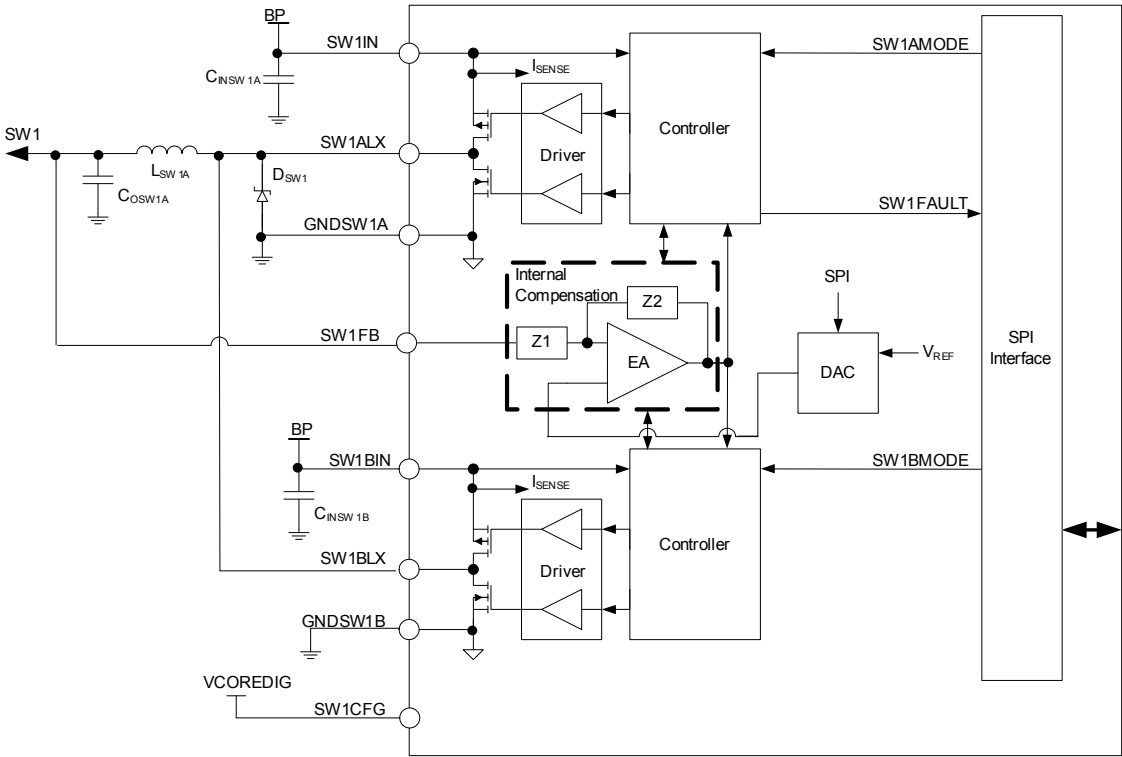 BP
SW1IN
CINSW1A
ISENSE
SW1AMODE
Controller
SW1
SW1ALX
LSW1A
DSW1
COSW1A
Driver
GNDSW1A
SW1FAULT
Internal
Compensation
Z2
SPI
SW1FB
Z1
EA
VREF
DAC
SPI
Interface
BP
SW1BIN
CINSW1B
ISENSE
SW1BMODE
Controller
SW1BLX
Driver
GNDSW1B
VCOREDIG
SW1CFG